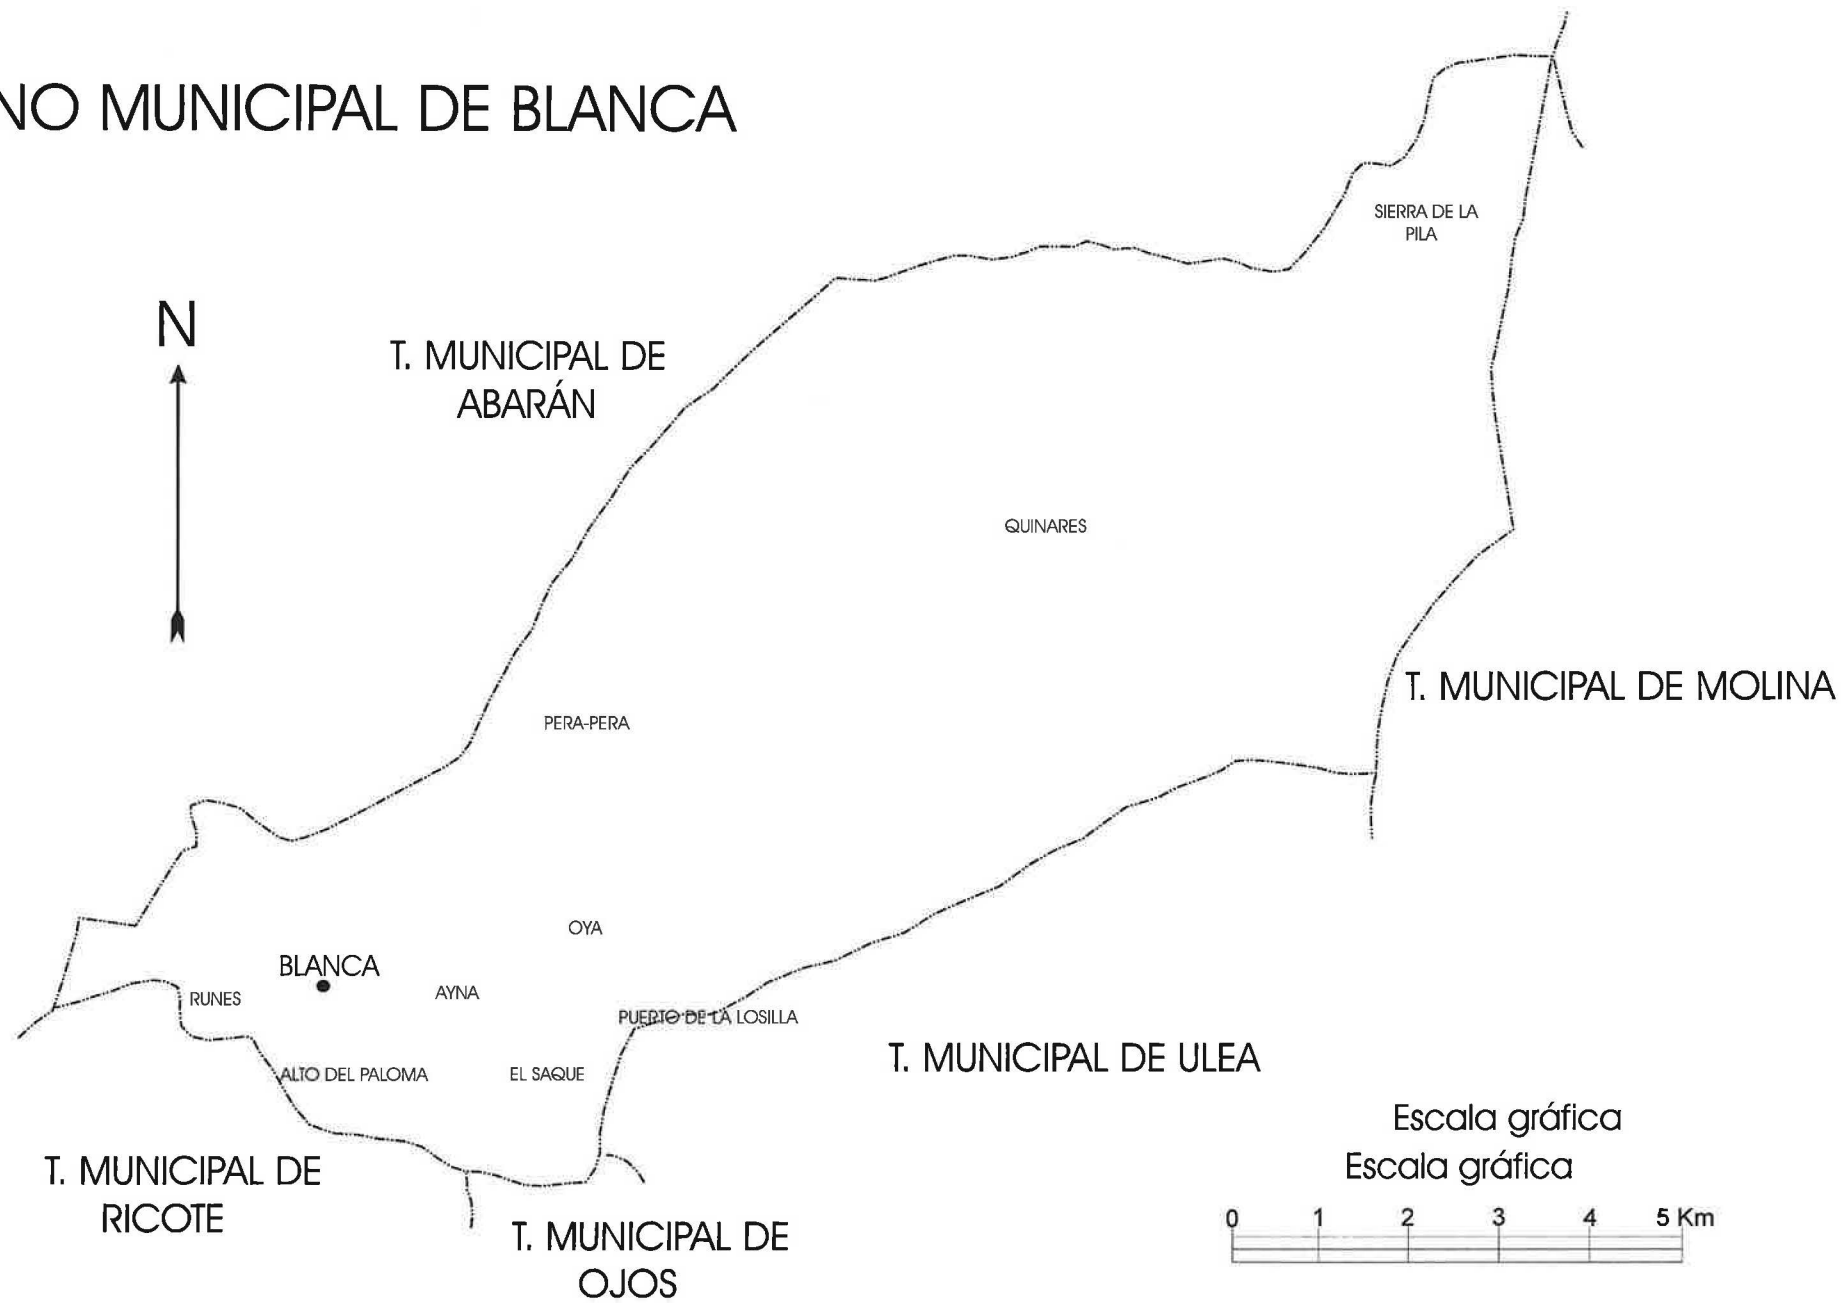 NO MUNICIPAL DE BLANCA
SIERRA DE LA
PILA
N
T. MUNICIPAL DE
ABARÁN
QUINARES
T. MUNICIPAL DE MOLINA
PERA-PERA
OYA
BLANCA
AYNA
RUNES
PUERTO DE LA LOSILLA
T. MUNICIPAL DE ULEA
ALTO DEL PALOMA
EL SAQUE
T. MUNICIPAL DE
RICOTE
T. MUNICIPAL DE
OJOS
Escala gráfica
Escala gráfica
0 1 2 3 4 5 Km